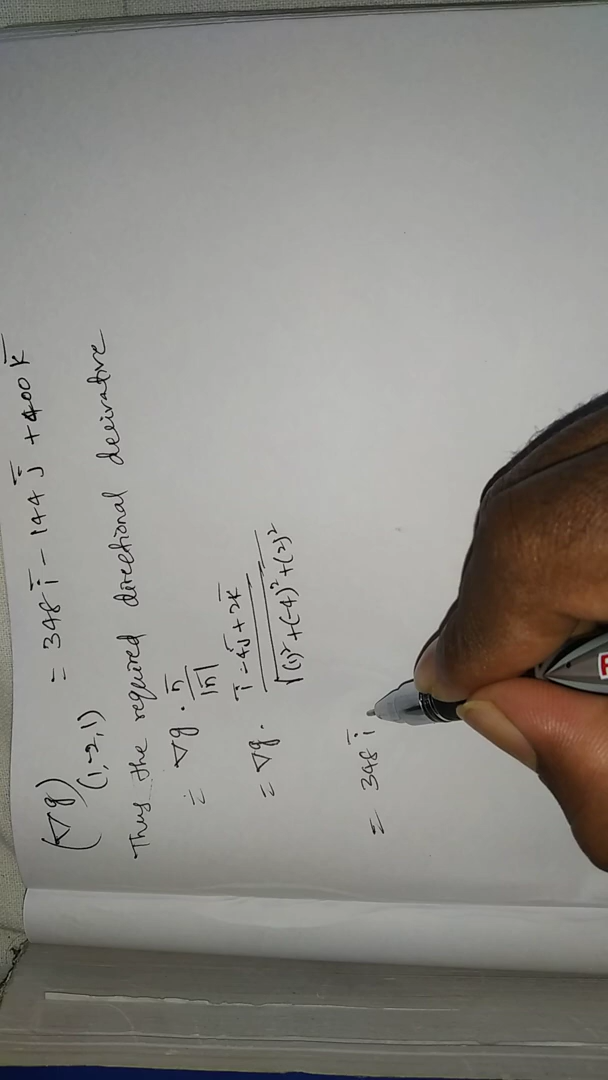 (∇g)(1,-2,1) = 348 i̅ - 144 j̅ + 400 k̅
Thus the required directional derivative
= ∇g · n̅/|n̅|
= ∇g · (i̅ - 4j̅ + 2k̅)/√((1)²+(-4)²+(2)²)
= 348 i̅